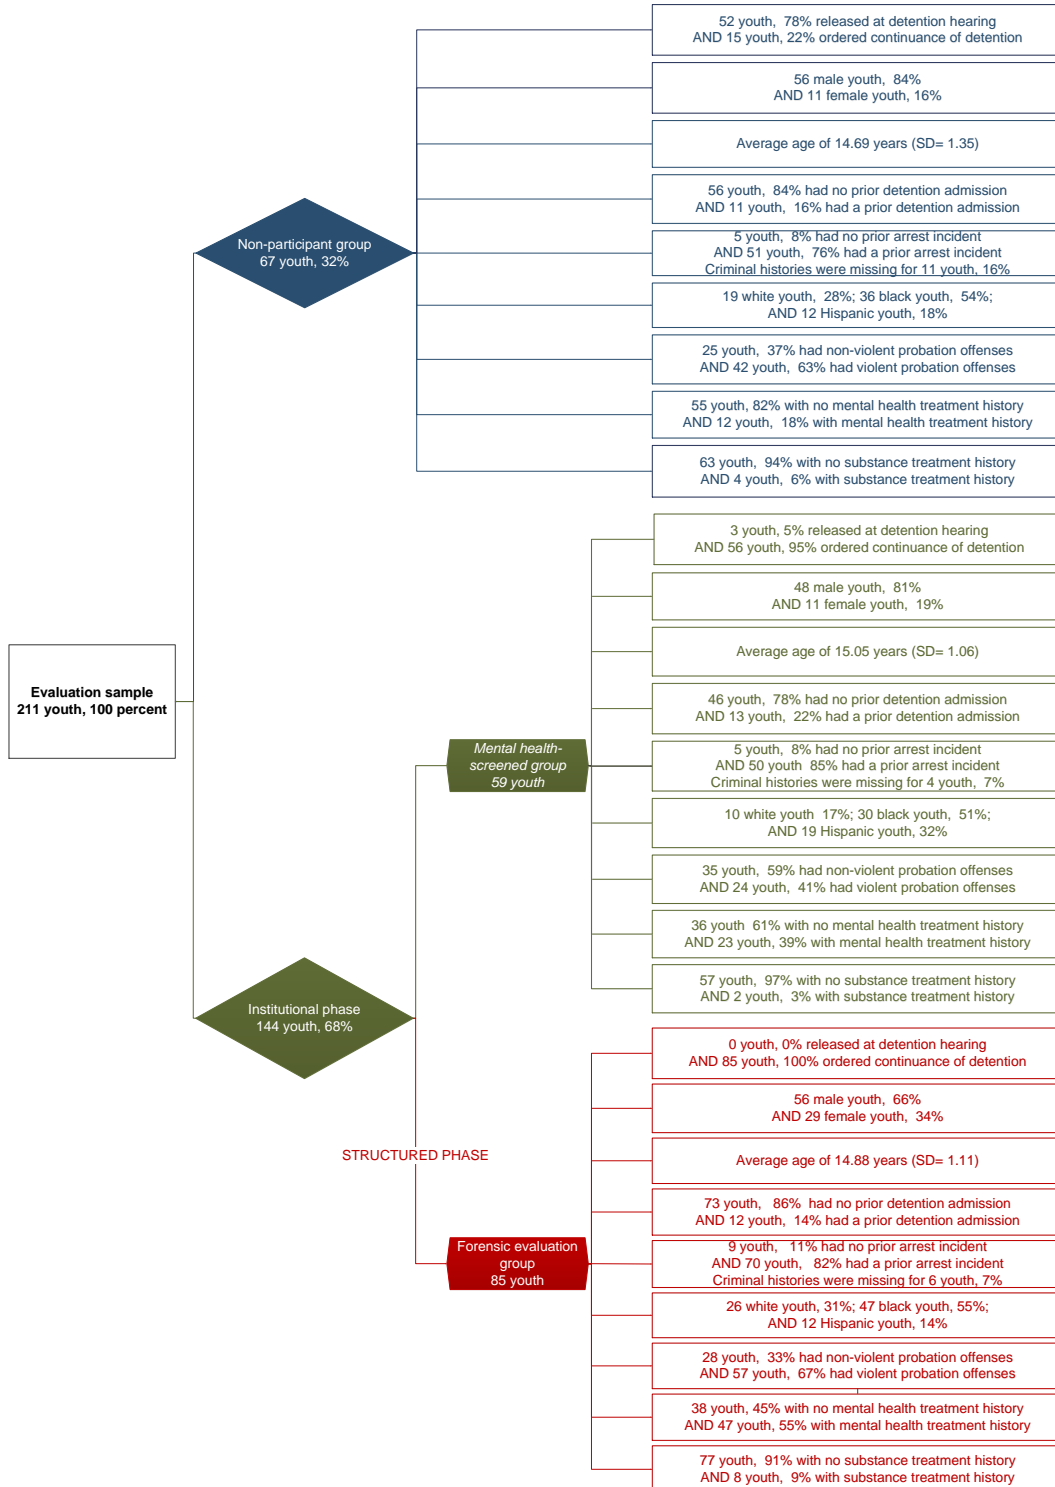 Evaluation sample
211 youth, 100 percent
Non-participant group
67 youth, 32%
52 youth, 78% released at detention hearing
AND 15 youth, 22% ordered continuance of detention
56 male youth, 84%
AND 11 female youth, 16%
Average age of 14.69 years (SD= 1.35)
56 youth, 84% had no prior detention admission
AND 11 youth, 16% had a prior detention admission
5 youth, 8% had no prior arrest incident
AND 51 youth, 76% had a prior arrest incident
Criminal histories were missing for 11 youth, 16%
19 white youth, 28%; 36 black youth, 54%;
AND 12 Hispanic youth, 18%
25 youth, 37% had non-violent probation offenses
AND 42 youth, 63% had violent probation offenses
55 youth, 82% with no mental health treatment history
AND 12 youth, 18% with mental health treatment history
63 youth, 94% with no substance treatment history
AND 4 youth, 6% with substance treatment history
Institutional phase
144 youth, 68%
Mental health-
screened group
59 youth
3 youth, 5% released at detention hearing
AND 56 youth, 95% ordered continuance of detention
48 male youth, 81%
AND 11 female youth, 19%
Average age of 15.05 years (SD= 1.06)
46 youth, 78% had no prior detention admission
AND 13 youth, 22% had a prior detention admission
5 youth, 8% had no prior arrest incident
AND 50 youth 85% had a prior arrest incident
Criminal histories were missing for 4 youth, 7%
10 white youth 17%; 30 black youth, 51%;
AND 19 Hispanic youth, 32%
35 youth, 59% had non-violent probation offenses
AND 24 youth, 41% had violent probation offenses
36 youth 61% with no mental health treatment history
AND 23 youth, 39% with mental health treatment history
57 youth, 97% with no substance treatment history
AND 2 youth, 3% with substance treatment history
STRUCTURED PHASE
Forensic evaluation
group
85 youth
0 youth, 0% released at detention hearing
AND 85 youth, 100% ordered continuance of detention
56 male youth, 66%
AND 29 female youth, 34%
Average age of 14.88 years (SD= 1.11)
73 youth, 86% had no prior detention admission
AND 12 youth, 14% had a prior detention admission
9 youth, 11% had no prior arrest incident
AND 70 youth, 82% had a prior arrest incident
Criminal histories were missing for 6 youth, 7%
26 white youth, 31%; 47 black youth, 55%;
AND 12 Hispanic youth, 14%
28 youth, 33% had non-violent probation offenses
AND 57 youth, 67% had violent probation offenses
38 youth, 45% with no mental health treatment history
AND 47 youth, 55% with mental health treatment history
77 youth, 91% with no substance treatment history
AND 8 youth, 9% with substance treatment history